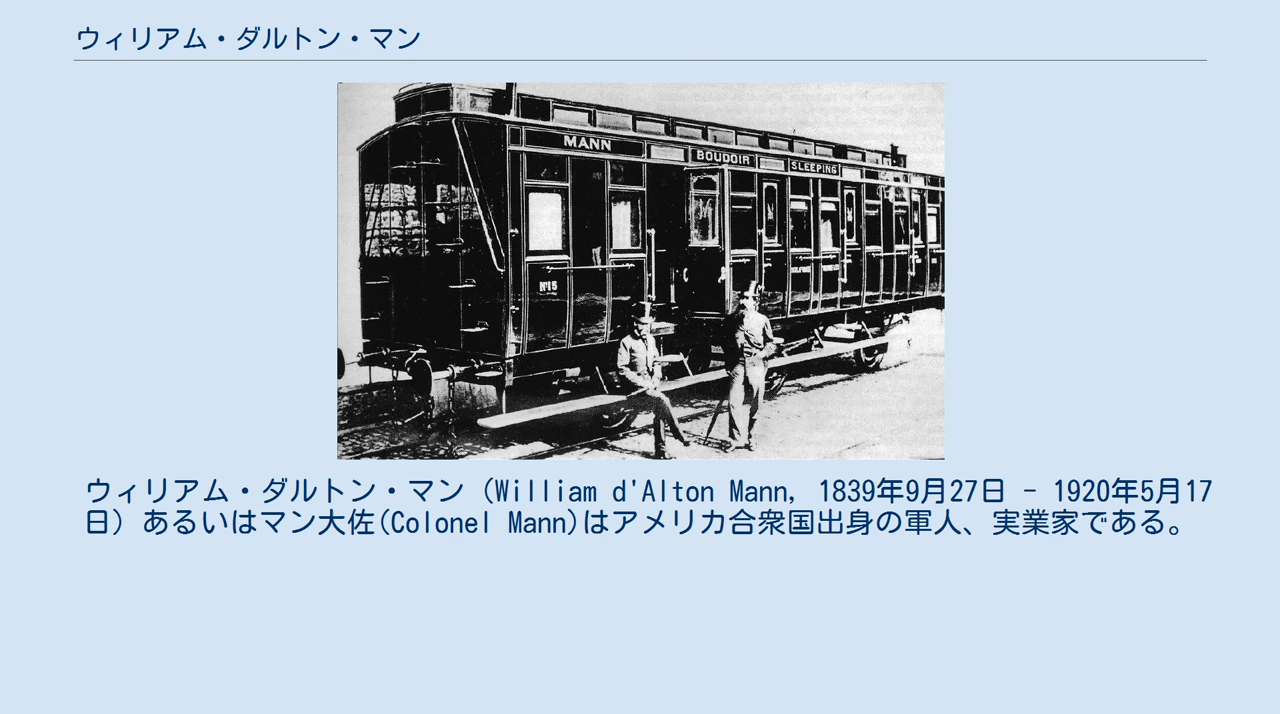 ウィリアム・ダルトン・マン
MANN
BOUDOIR
SLEEPING
Nº15
ウィリアム・ダルトン・マン (William d'Alton Mann, 1839年9月27日 - 1920年5月17
日) あるいはマン大佐(Colonel Mann)はアメリカ合衆国出身の軍人、実業家である。